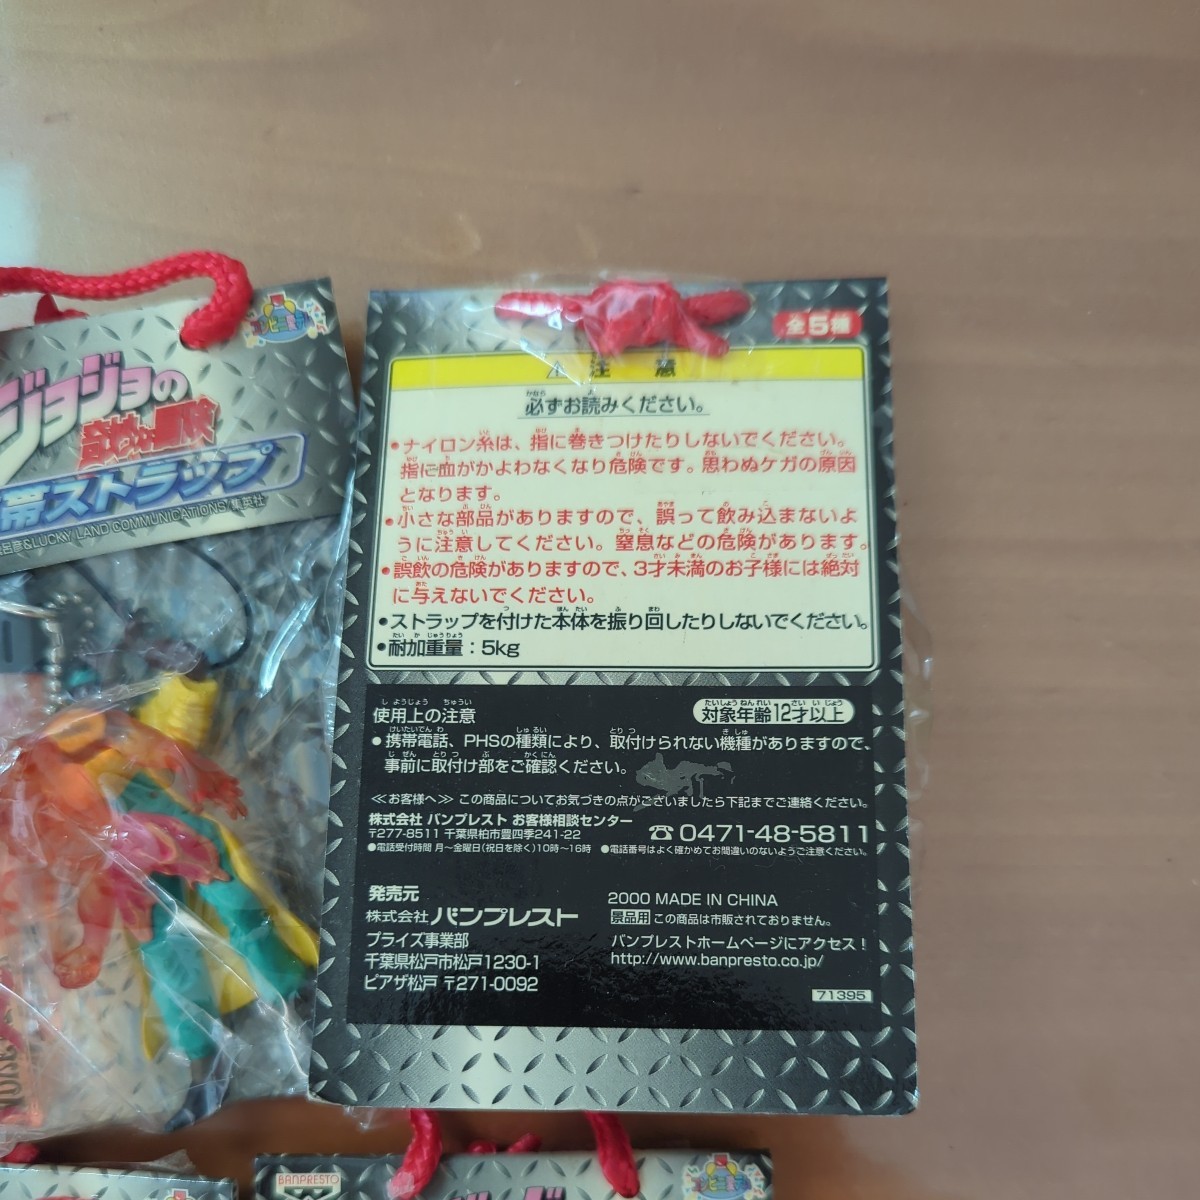 ジョジョの
奇妙な冒険
帯ストラップ
呂彦&LUCKY LAND COMMUNICATIONS 集英社
全5種
注意
必ずお読みください。
・ナイロン糸は、指に巻きつけたりしないでください。
指に血がかよわなくなり危険です。思わぬケガの原因
となります。
・小さな部品がありますので、誤って飲み込まないよ
うに注意してください。窒息などの危険があります。
・誤飲の危険がありますので、3才未満のお子様には絶対
に与えないでください。
・ストラップを付けた本体を振り回したりしないでください。
・耐加重量：5kg
使用上の注意
対象年齢12才以上
●携帯電話、PHSの種類により、取付けられない機種がありますので、
事前に取付け部をご確認ください。
≪お客様へ≫ この商品についてお気づきの点がございましたら下記までご連絡ください。
株式会社 バンプレスト お客様相談センター
〒277-8511 千葉県柏市豊四季241-22
☎0471-48-5811
●電話受付時間 月〜金曜日(祝日を除く)10時〜16時 ●電話番号はよく確かめてお間違いのないようご注意ください。
発売元
株式会社 バンプレスト
プライズ事業部
千葉県松戸市松戸1230-1
ピアザ松戸 〒271-0092
2000 MADE IN CHINA
景品用 この商品は市販されておりません。
バンプレストホームページにアクセス！
http://www.banpresto.co.jp/
71395
BANPRESTO